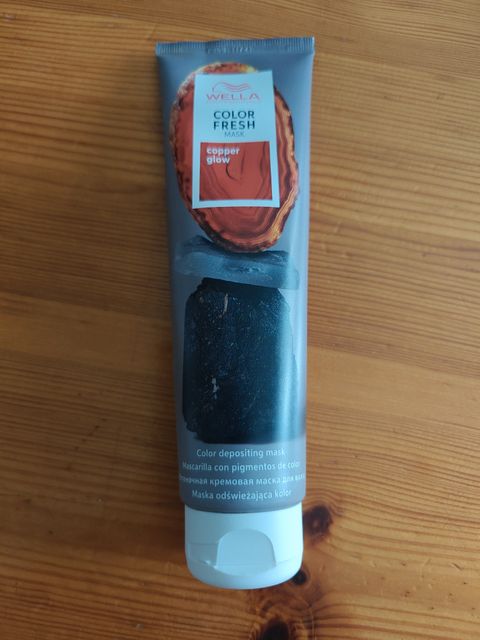 WELLA
COLOR
FRESH
MASK
copper
glow
Color depositing mask
Mascarilla con pigmentos de color
кремовая маска для
Maska odświeżająca kolor